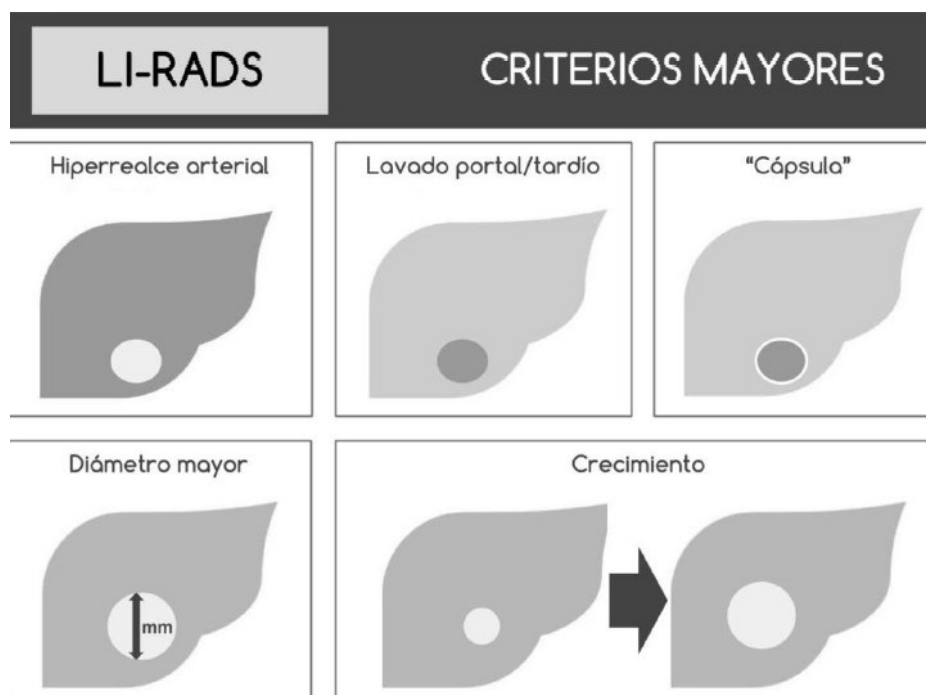 LI-RADS
CRITERIOS MAYORES
Hiperrealce arterial
Lavado portal/tardío
"Cápsula"
Diámetro mayor
mm
Crecimiento